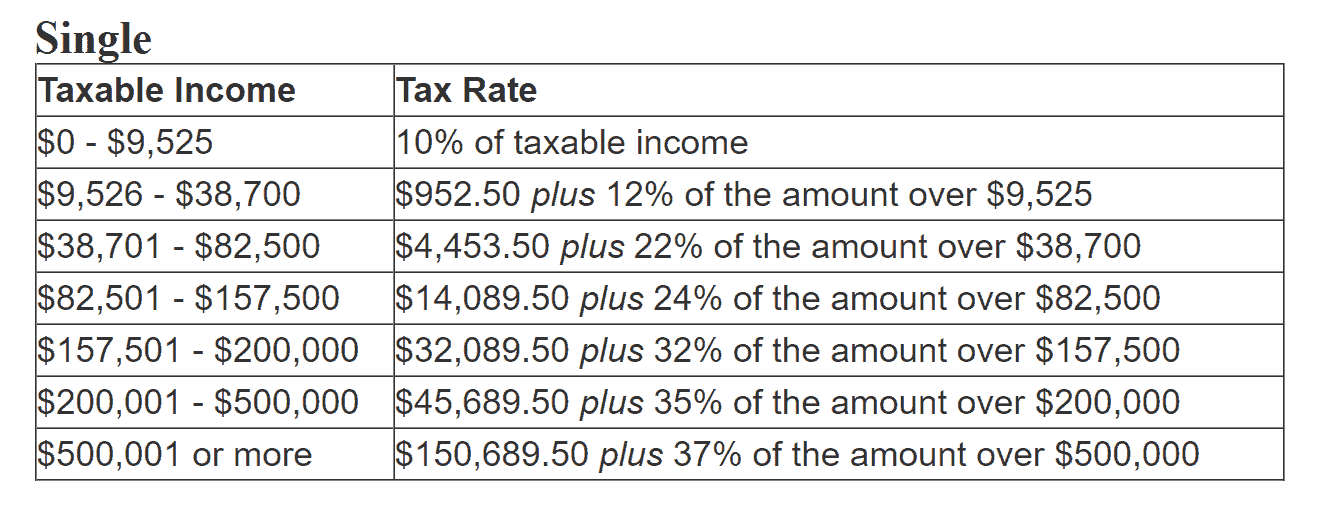 Single
Taxable Income Tax Rate
$0 - $9,525 10% of taxable income
$9,526 - $38,700 $952.50 plus 12% of the amount over $9,525
$38,701 - $82,500 $4,453.50 plus 22% of the amount over $38,700
$82,501 - $157,500 $14,089.50 plus 24% of the amount over $82,500
$157,501 - $200,000 $32,089.50 plus 32% of the amount over $157,500
$200,001 - $500,000 $45,689.50 plus 35% of the amount over $200,000
$500,001 or more $150,689.50 plus 37% of the amount over $500,000